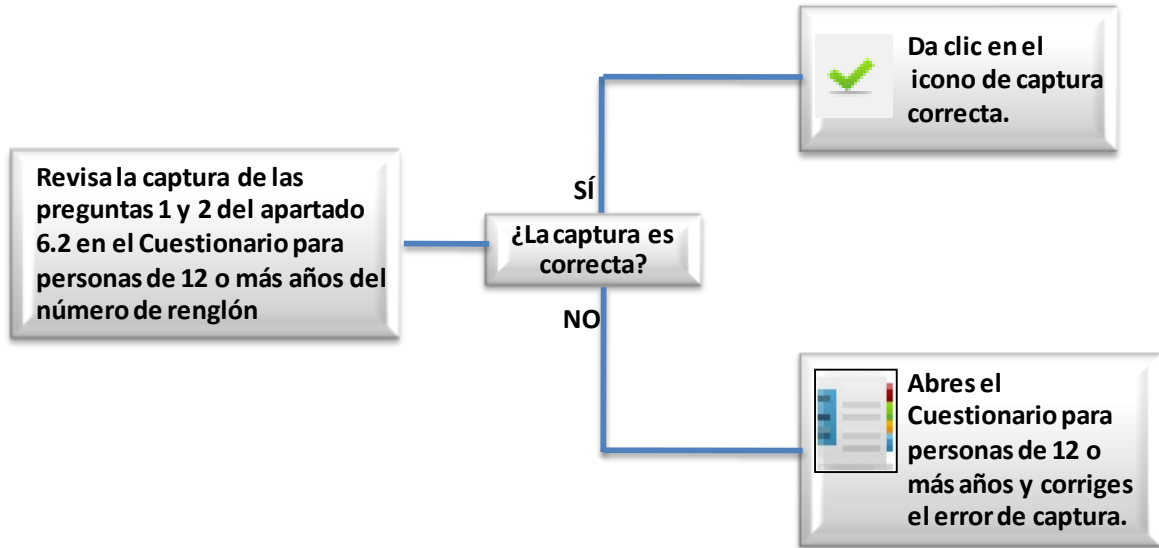 Revisa la captura de las
preguntas 1 y 2 del apartado
6.2 en el Cuestionario para
personas de 12 o más años del
número de renglón
¿La captura es
correcta?
SÍ
Da clic en el
icono de captura
correcta.
NO
Abres el
Cuestionario para
personas de 12 o
más años y corriges
el error de captura.